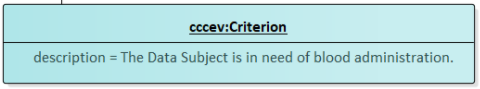 cccev:Criterion
description = The Data Subject is in need of blood administration.